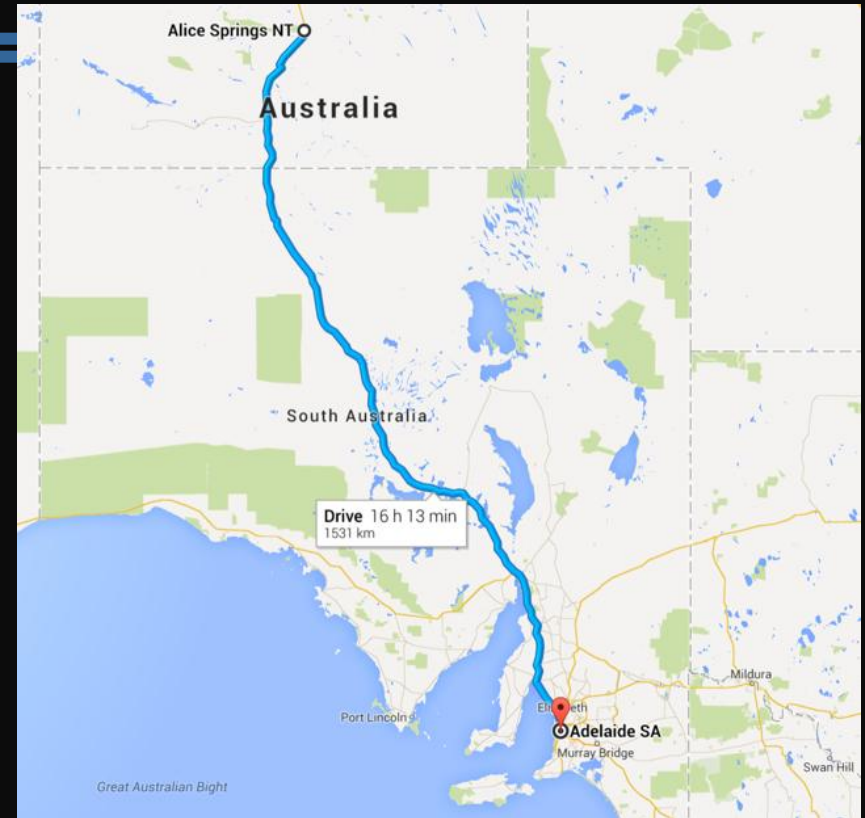 Alice Springs NT
Australia
South Australia
Drive 16 h 13 min
1531 km
Mildura
Elizabeth
Port Lincoln
Adelaide SA
Murray Bridge
Swan Hill
Great Australian Bight